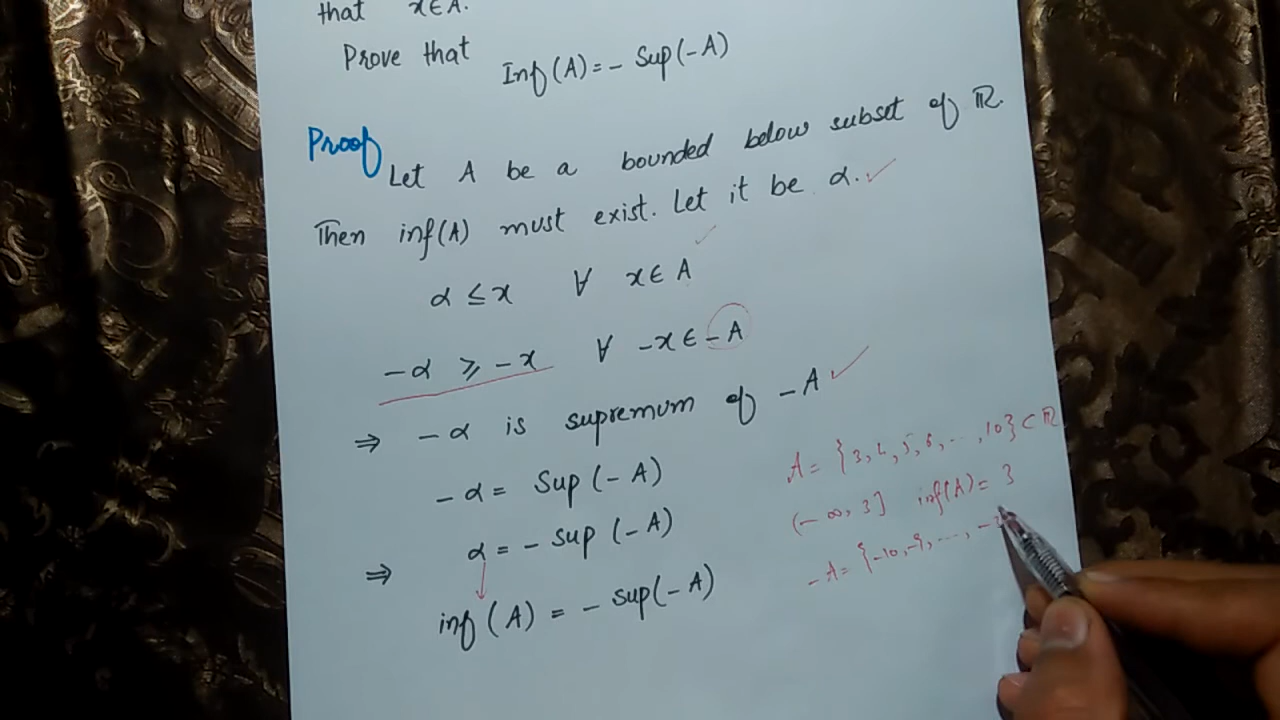 that x∈A.
Prove that Inf(A) = - Sup(-A)
Proof
Let A be a bounded below subset of ℝ.
Then inf(A) must exist. Let it be α. ✓
α ≤ x ∀ x ∈ A ✓
-α ⩾ -x ∀ -x ∈ -A
⇒ -α is supremum of -A ✓
-α = Sup(-A)
⇒ α = - sup(-A)
inf(A) = - sup(-A)
A = {3, 4, 5, 6, ..., 10} ⊂ ℝ
(-∞, 3] inf(A) = 3
-A = {-10, -9, ..., -3